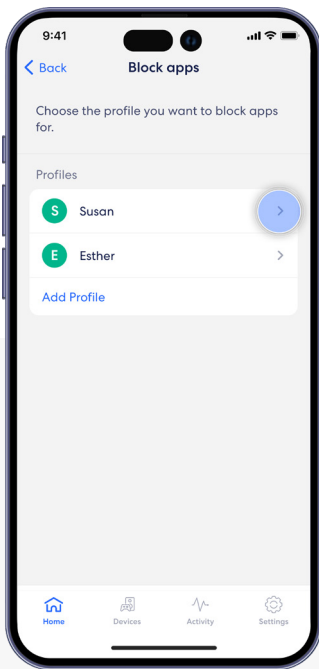 9:41
Back
Block apps
Choose the profile you want to block apps
for.
Profiles
S Susan
E Esther
Add Profile
Home Devices Activity Settings